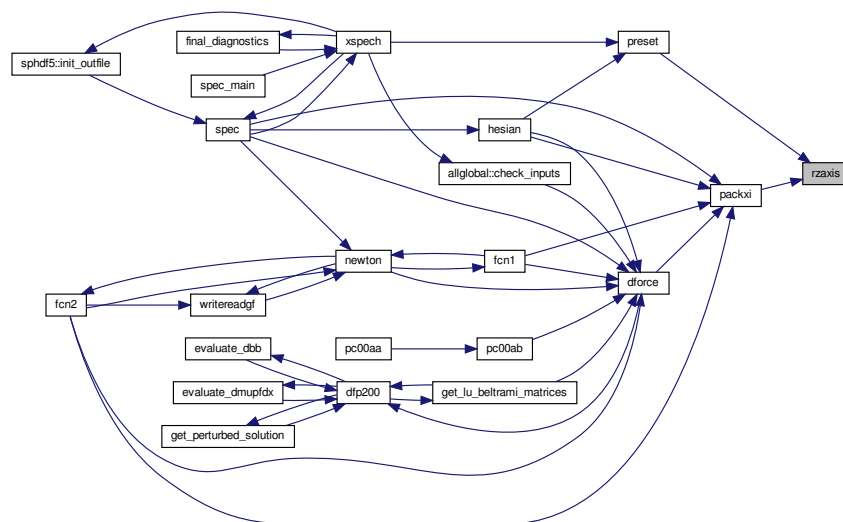 final_diagnostics
xspech
preset
sphdf5::init_outfile
spec_main
spec
hesian
allglobal::check_inputs
rzaxis
packxi
newton
fcn1
dforce
fcn2
writereadgf
evaluate_dbb
pc00aa
pc00ab
evaluate_dmupfdx
dfp200
get_lu_beltrami_matrices
get_perturbed_solution